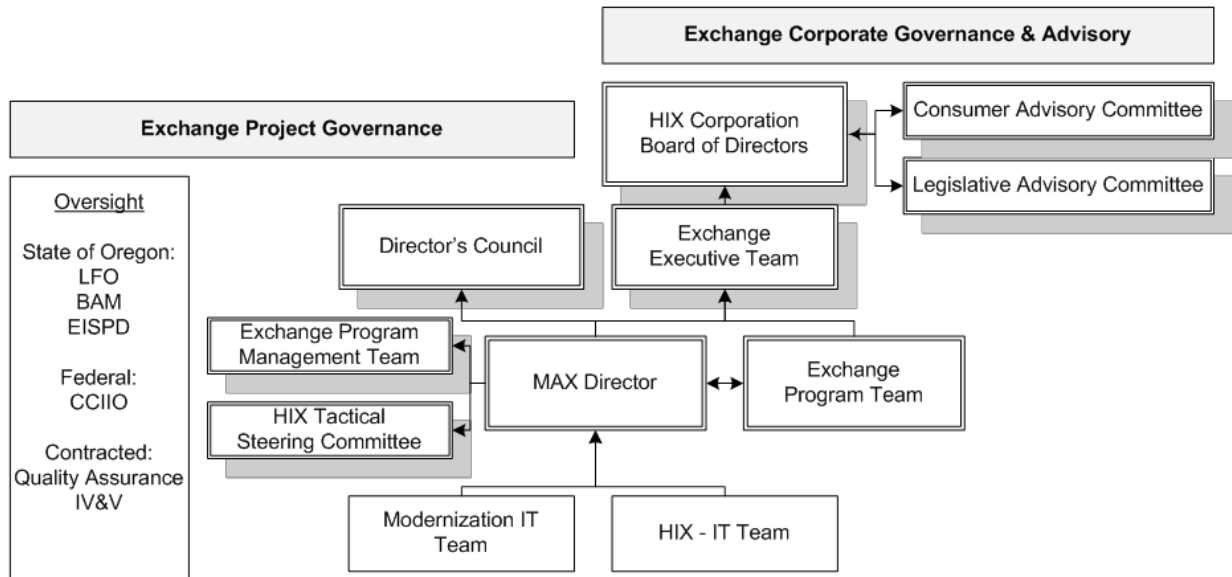 Exchange Corporate Governance & Advisory
Exchange Project Governance
HIX Corporation
Board of Directors
Consumer Advisory Committee
Legislative Advisory Committee
Oversight
State of Oregon:
LFO
BAM
EISPD
Federal:
CCIIO
Contracted:
Quality Assurance
IV&V
Director’s Council
Exchange
Executive Team
Exchange Program
Management Team
HIX Tactical
Steering Committee
MAX Director
Exchange
Program Team
Modernization IT
Team
HIX - IT Team